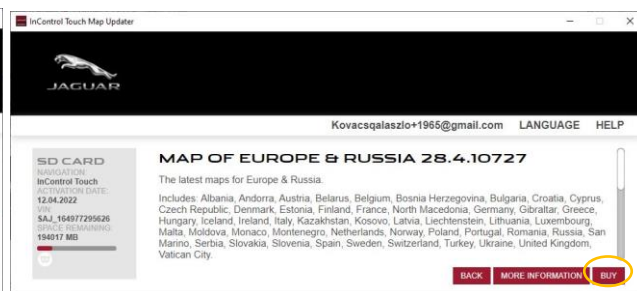 InControl Touch Map Updater
JAGUAR
Kovacsqalaszlo+1965@gmail.com LANGUAGE HELP
SD CARD
NAVIGATION:
InControl Touch
ACTIVATION DATE:
12.04.2022
VIN:
SAJ_164977295626
SPACE REMAINING:
194017 MB
MAP OF EUROPE & RUSSIA 28.4.10727
The latest maps for Europe & Russia.
Includes: Albania, Andorra, Austria, Belarus, Belgium, Bosnia Herzegovina, Bulgaria, Croatia, Cyprus,
Czech Republic, Denmark, Estonia, Finland, France, North Macedonia, Germany, Gibraltar, Greece,
Hungary, Iceland, Ireland, Italy, Kazakhstan, Kosovo, Latvia, Liechtenstein, Lithuania, Luxembourg,
Malta, Moldova, Monaco, Montenegro, Netherlands, Norway, Poland, Portugal, Romania, Russia, San
Marino, Serbia, Slovakia, Slovenia, Spain, Sweden, Switzerland, Turkey, Ukraine, United Kingdom,
Vatican City.
BACK MORE INFORMATION BUY